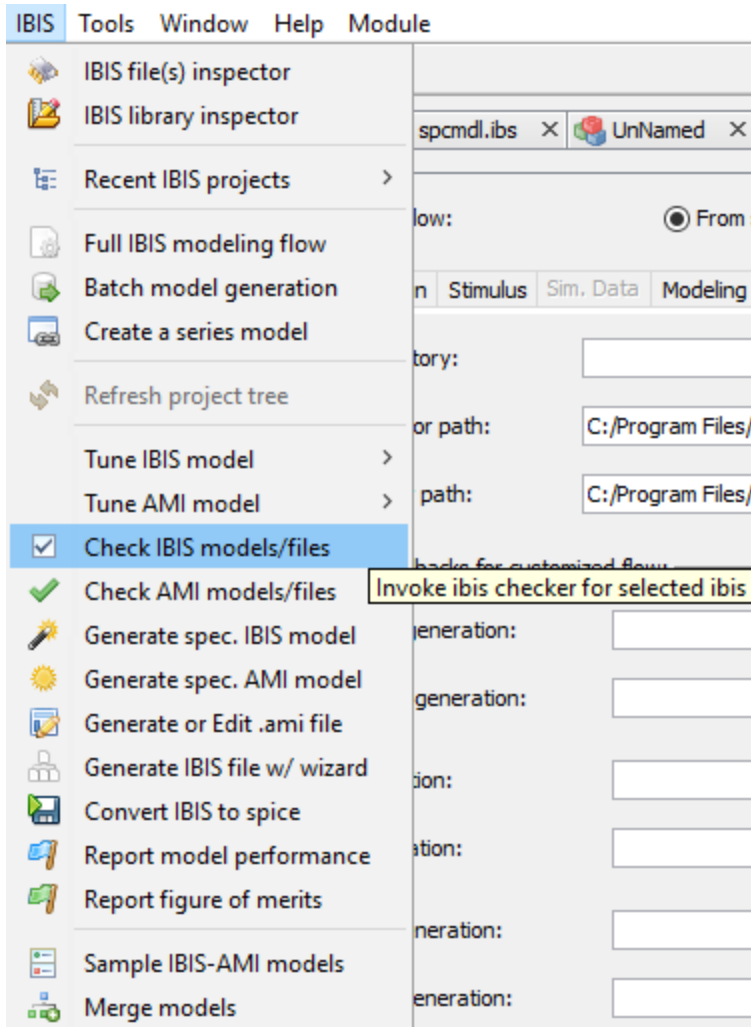 IBIS Tools Window Help Module
IBIS file(s) inspector
IBIS library inspector
spcmdl.ibs
UnNamed
Recent IBIS projects
low:
From
Full IBIS modeling flow
Batch model generation
n Stimulus Sim. Data Modeling
Create a series model
tory:
Refresh project tree
or path: C:/Program Files/
Tune IBIS model
Tune AMI model
path: C:/Program Files/
Check IBIS models/files
backs for customized flow:
Check AMI models/files
Invoke ibis checker for selected ibis
Generate spec. IBIS model
eneration:
Generate spec. AMI model
generation:
Generate or Edit .ami file
Generate IBIS file w/ wizard
tion:
Convert IBIS to spice
Report model performance
ation:
Report figure of merits
neration:
Sample IBIS-AMI models
Merge models
eneration: